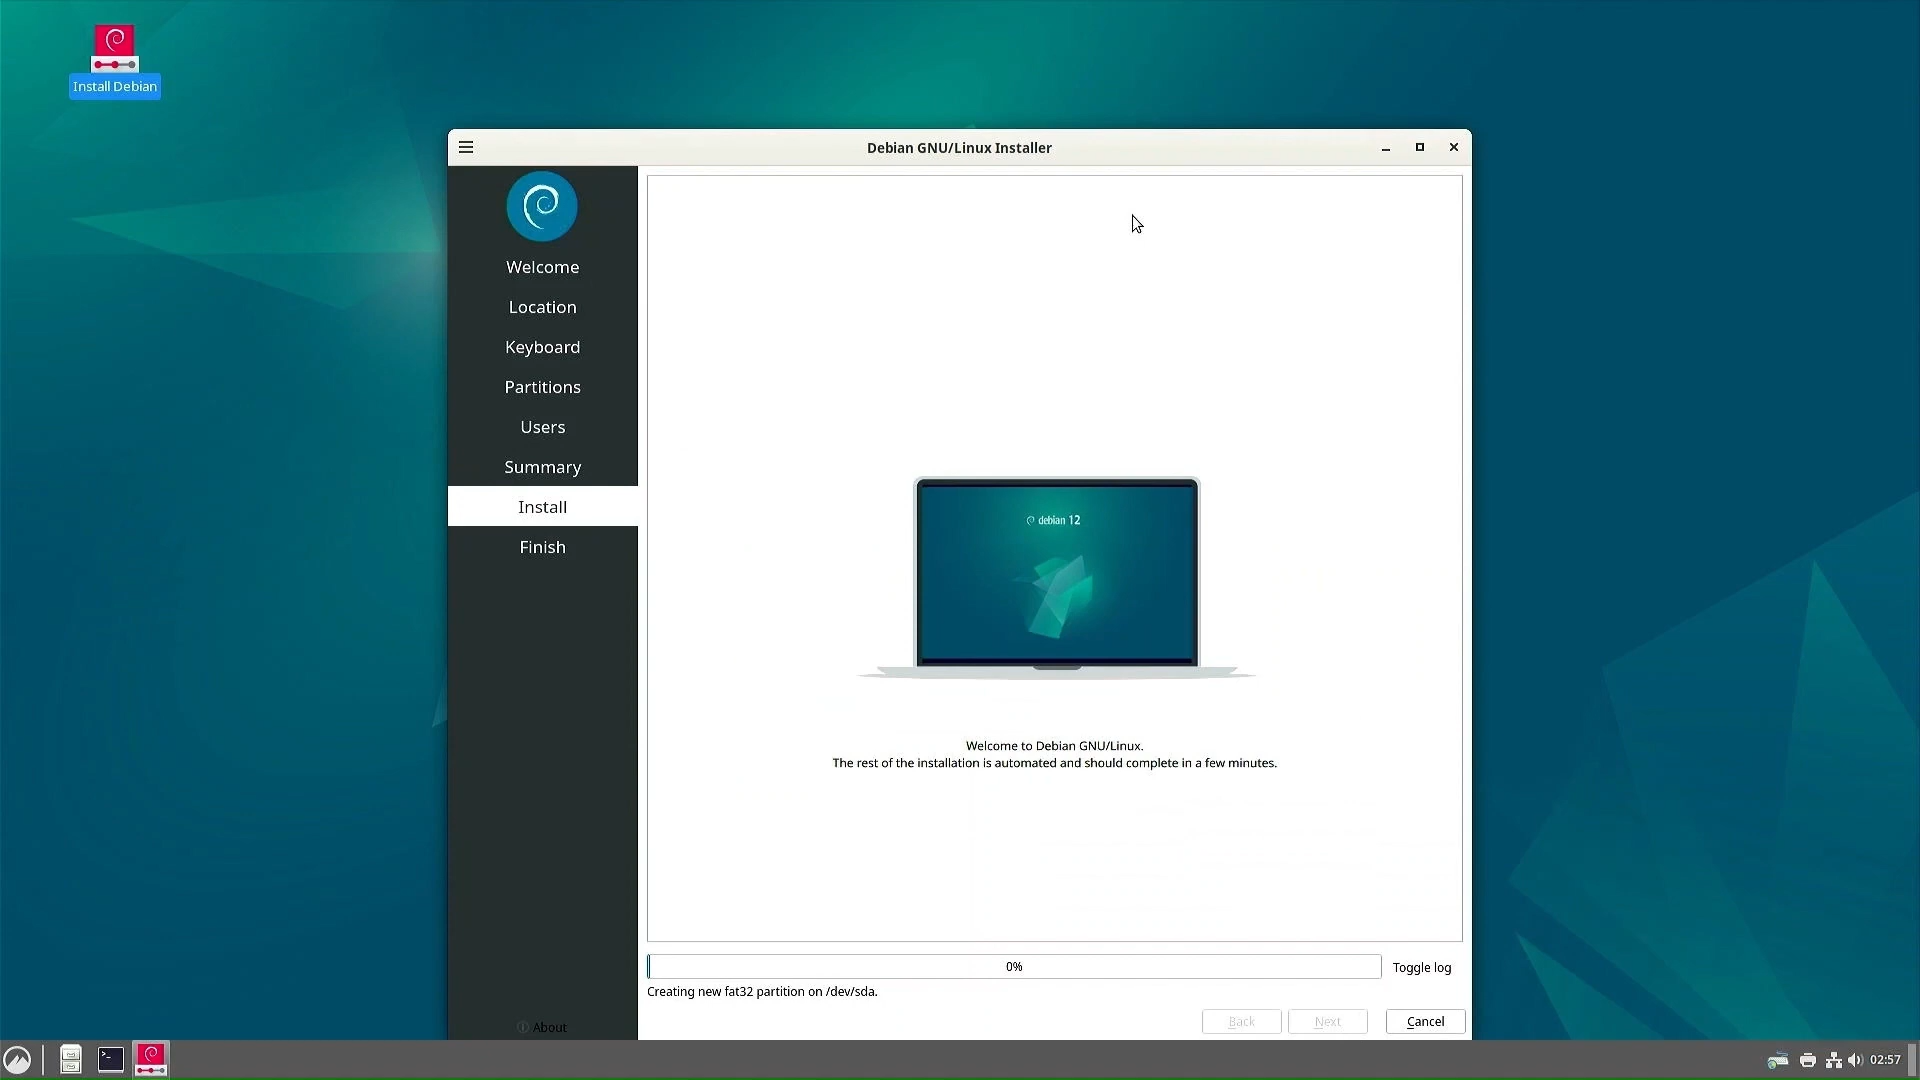 Install Debian
Debian GNU/Linux Installer
Welcome
Location
Keyboard
Partitions
Users
Summary
Install
Finish
About
debian 12
Welcome to Debian GNU/Linux.
The rest of the installation is automated and should complete in a few minutes.
0%
Toggle log
Creating new fat32 partition on /dev/sda.
Back
Next
Cancel
02:57